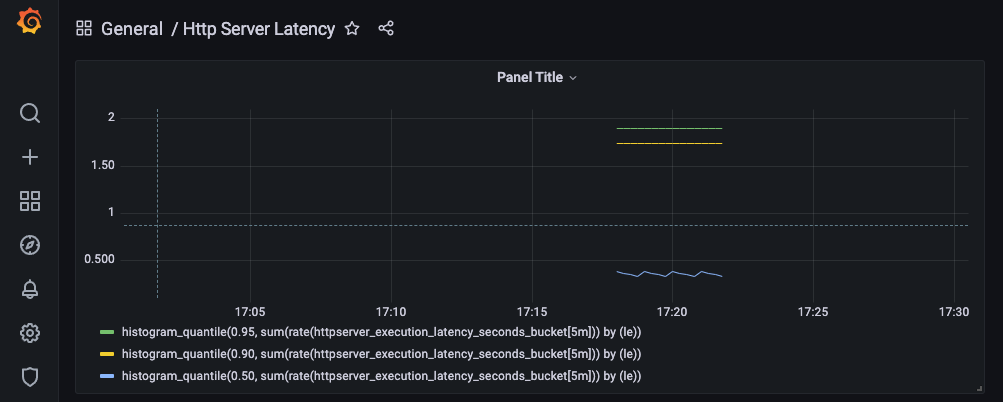 General / Http Server Latency
Panel Title
2
1.50
1
0.500
17:05 17:10 17:15 17:20 17:25 17:30
histogram_quantile(0.95, sum(rate(httpserver_execution_latency_seconds_bucket[5m])) by (le))
histogram_quantile(0.90, sum(rate(httpserver_execution_latency_seconds_bucket[5m])) by (le))
histogram_quantile(0.50, sum(rate(httpserver_execution_latency_seconds_bucket[5m])) by (le))